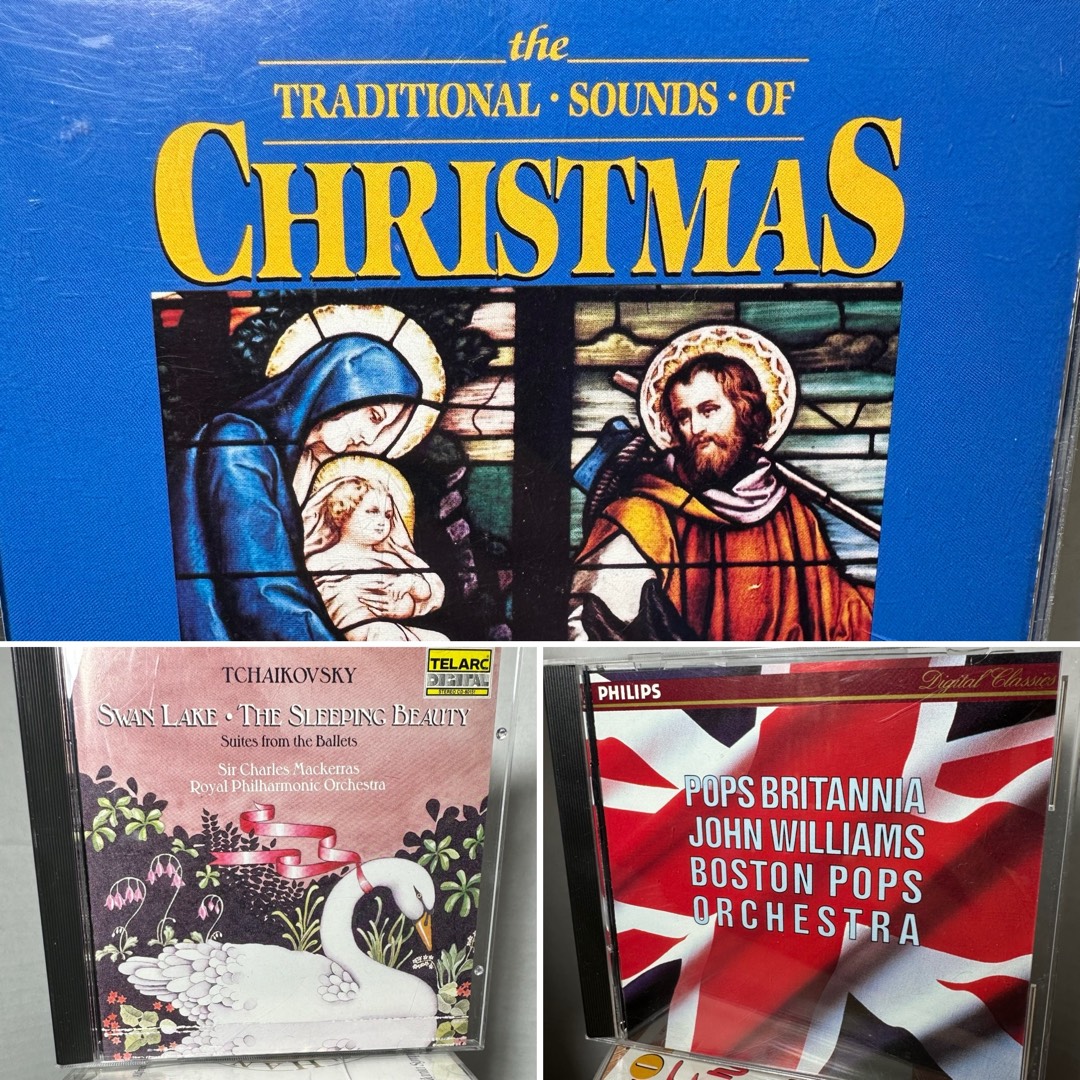 the
TRADITIONAL · SOUNDS · OF
CHRISTMAS
TCHAIKOVSKY
TELARC
DIGITAL
SWAN LAKE · THE SLEEPING BEAUTY
Suites from the Ballets
Sir Charles Mackerras
Royal Philharmonic Orchestra
PHILIPS
Digital Classics
POPS BRITANNIA
JOHN WILLIAMS
BOSTON POPS
ORCHESTRA